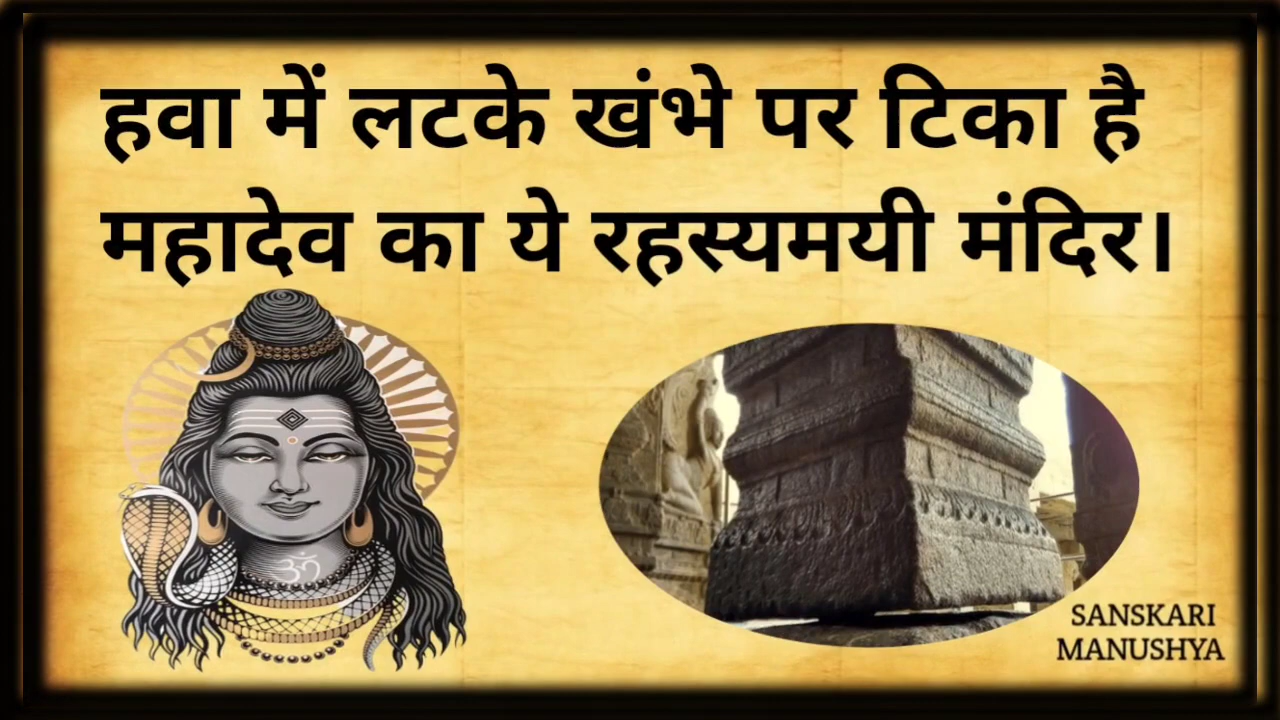 हवा में लटके खंभे पर टिका है
महादेव का ये रहस्यमयी मंदिर।
ॐ
SANSKARI
MANUSHYA